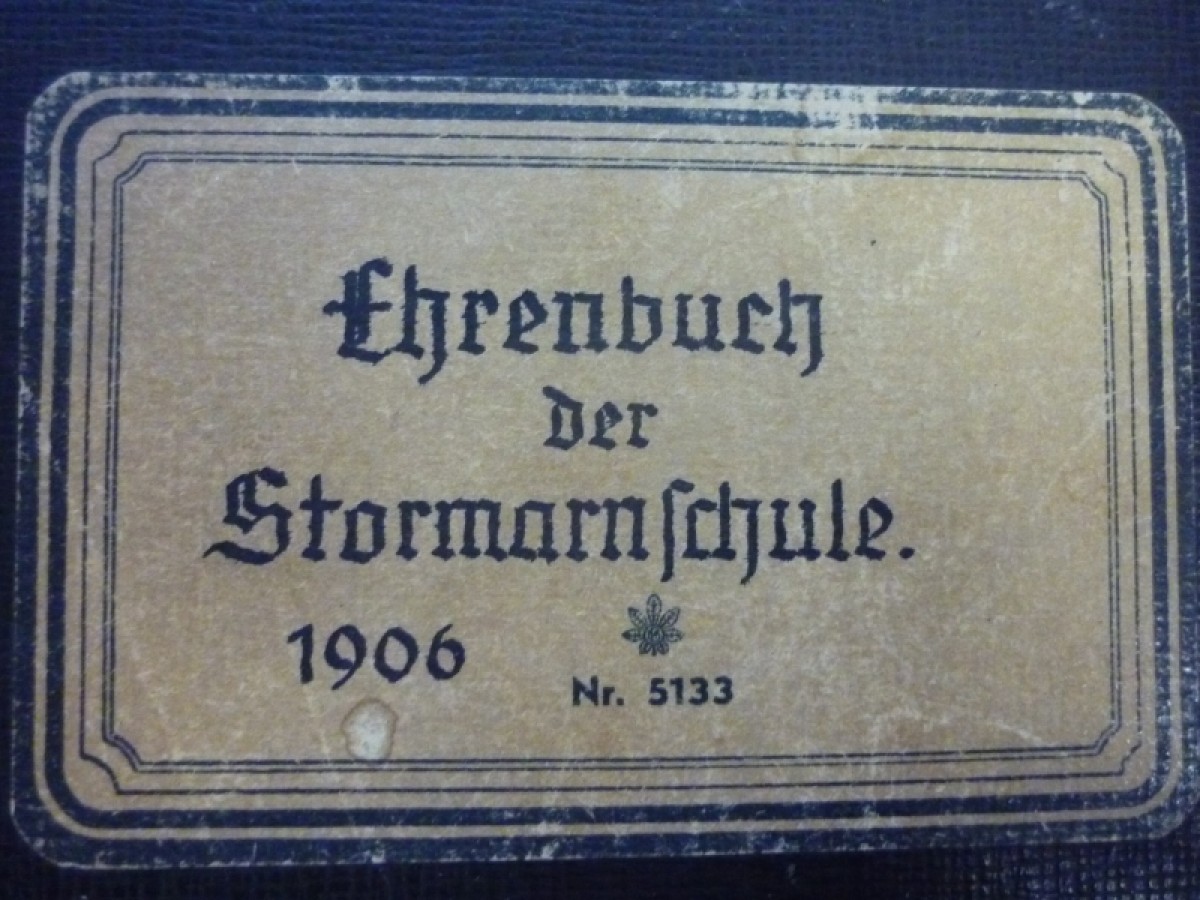 Ehrenbuch
der
Stormarnschule.
1906
Nr. 5133